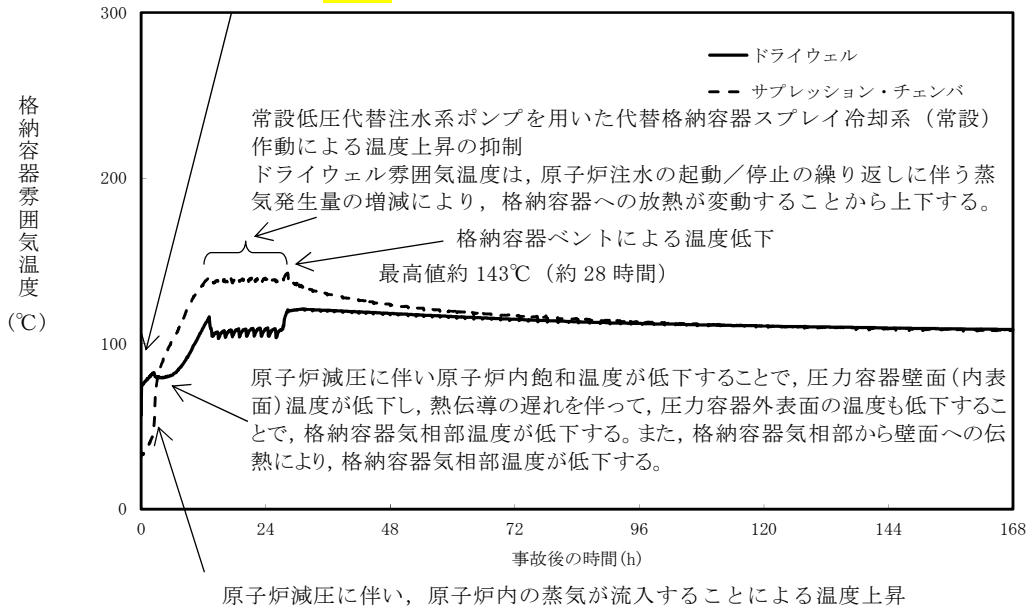 300
ドライウェル
サプレッション・チェンバ
常設低圧代替注水系ポンプを用いた代替格納容器スプレイ冷却系（常設）
作動による温度上昇の抑制
ドライウェル雰囲気温度は，原子炉注水の起動／停止の繰り返しに伴う蒸
気発生量の増減により，格納容器への放熱が変動することから上下する。
200
格納容器ベントによる温度低下
最高値約 143℃（約 28 時間）
格納容器雰囲気温度
（℃）
100
原子炉減圧に伴い原子炉内飽和温度が低下することで，圧力容器壁面（内表
面）温度が低下し，熱伝導の遅れを伴って，圧力容器外表面の温度も低下するこ
とで，格納容器気相部温度が低下する。また，格納容器気相部から壁面への伝
熱により，格納容器気相部温度が低下する。
0
0 24 48 72 96 120 144 168
事故後の時間(h)
原子炉減圧に伴い，原子炉内の蒸気が流入することによる温度上昇